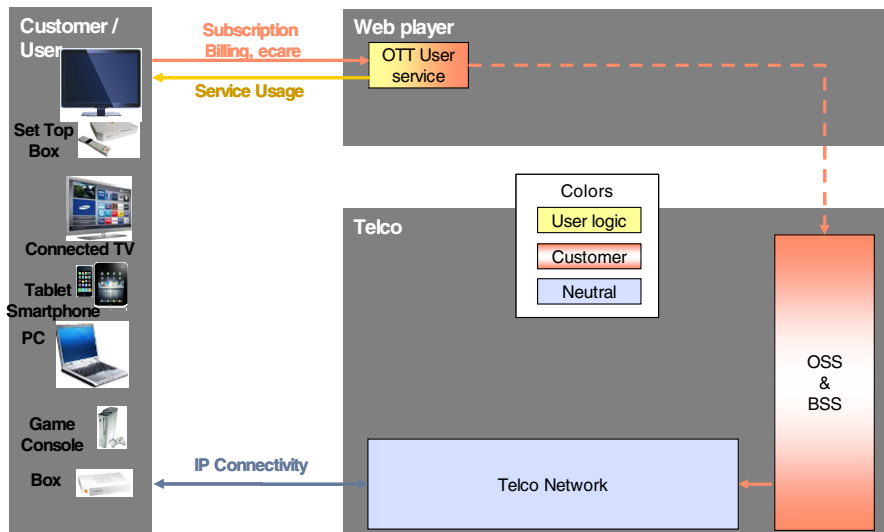 Customer /
User
Set Top
Box
Connected TV
Tablet
Smartphone
PC
Game
Console
Box
Subscription
Billing, ecare
Service Usage
IP Connectivity
Web player
OTT User
service
Colors
User logic
Customer
Neutral
Telco
OSS
&
BSS
Telco Network